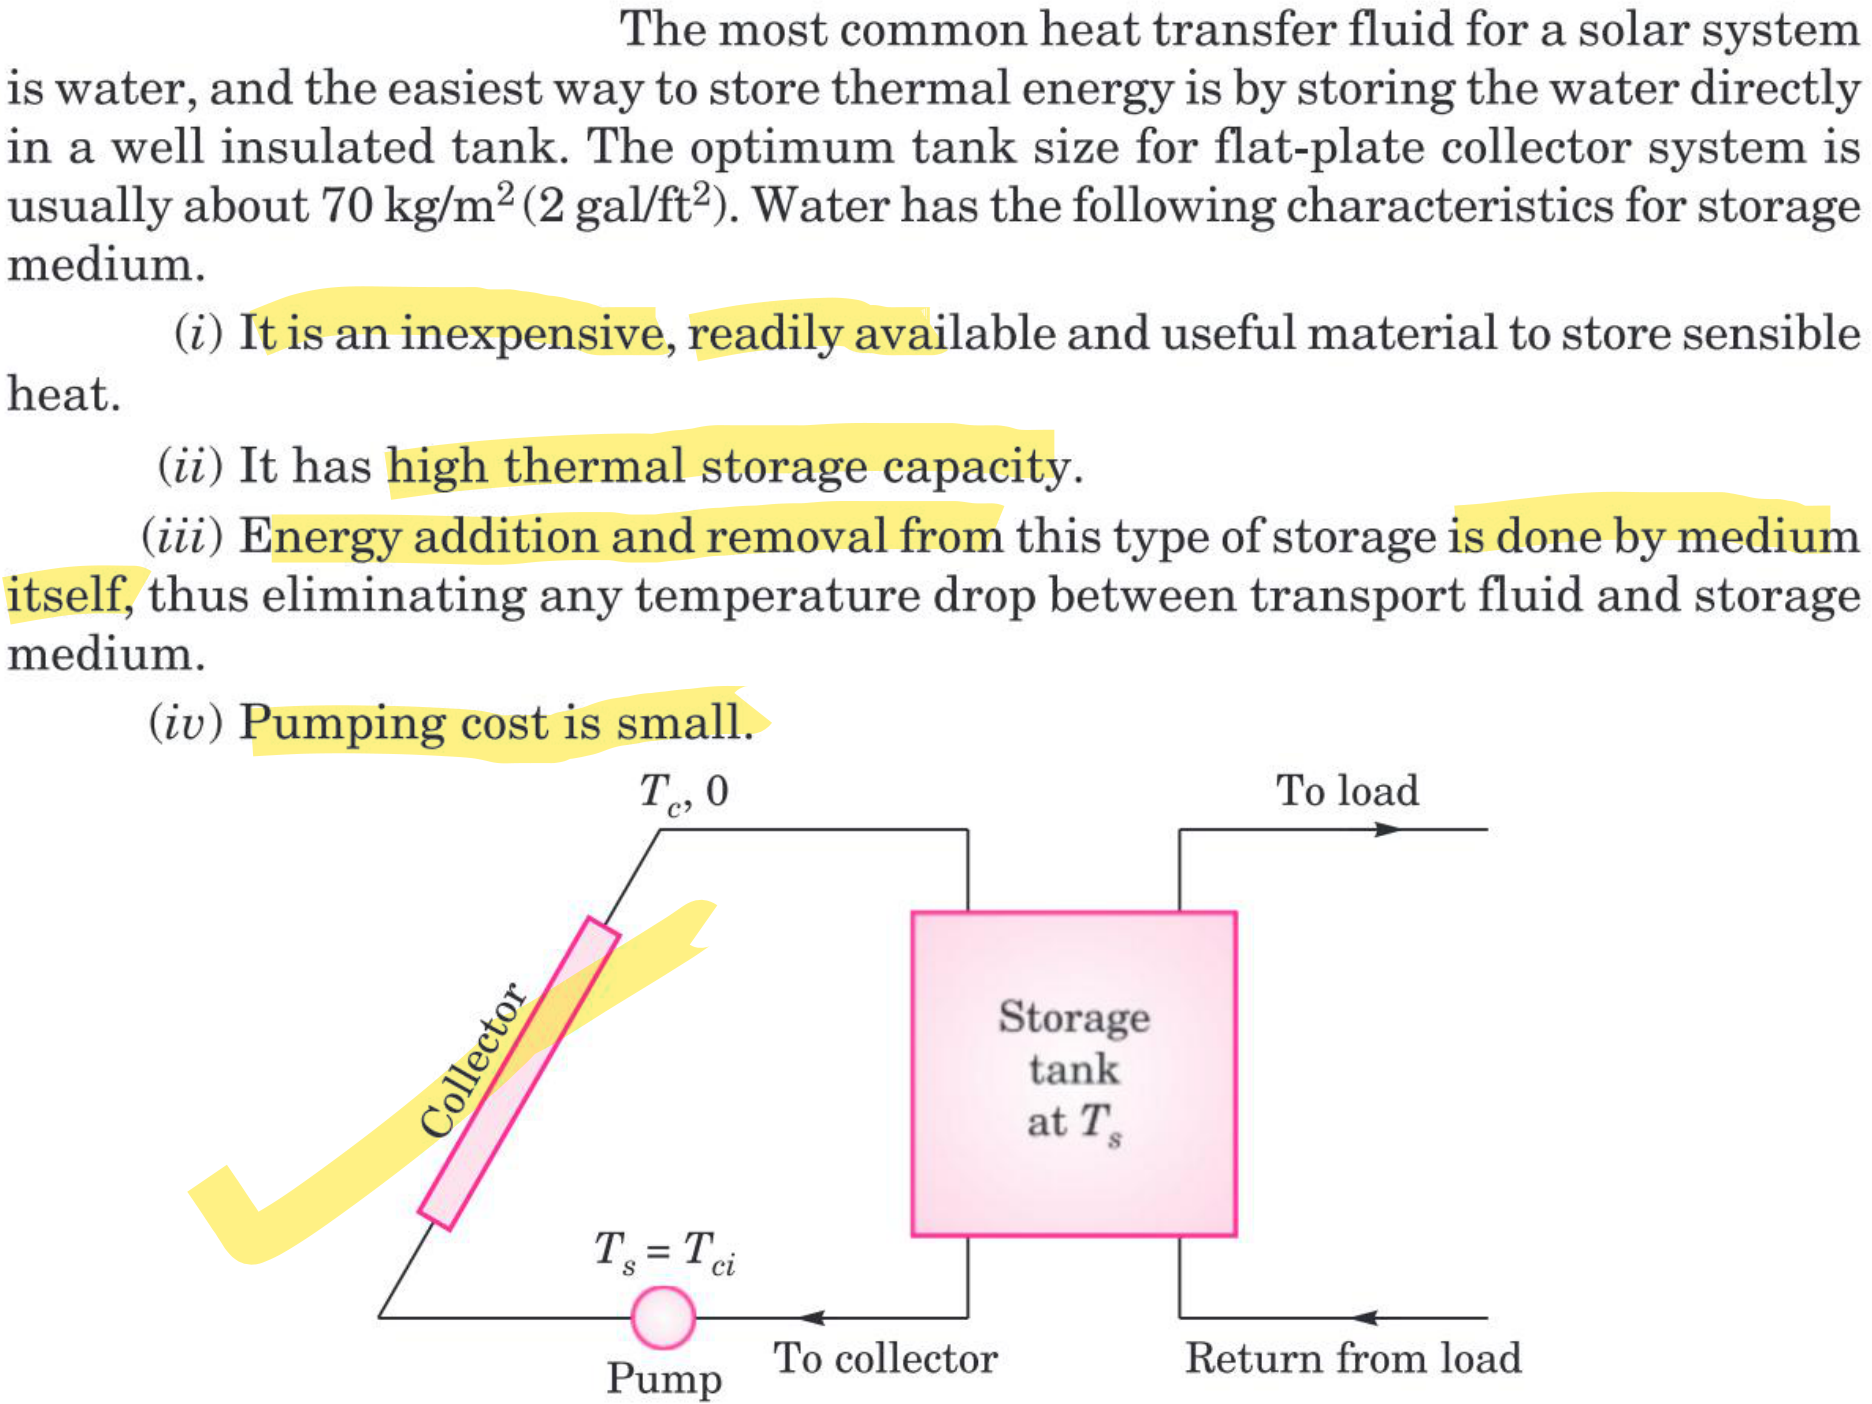 The most common heat transfer fluid for a solar system
is water, and the easiest way to store thermal energy is by storing the water directly
in a well insulated tank. The optimum tank size for flat-plate collector system is
usually about 70 kg/m² (2 gal/ft²). Water has the following characteristics for storage
medium.
(i) It is an inexpensive, readily available and useful material to store sensible
heat.
(ii) It has high thermal storage capacity.
(iii) Energy addition and removal from this type of storage is done by medium
itself, thus eliminating any temperature drop between transport fluid and storage
medium.
(iv) Pumping cost is small.
T_c, 0
To load
Collector
Storage
tank
at T_s
T_s = T_ci
Pump
To collector
Return from load